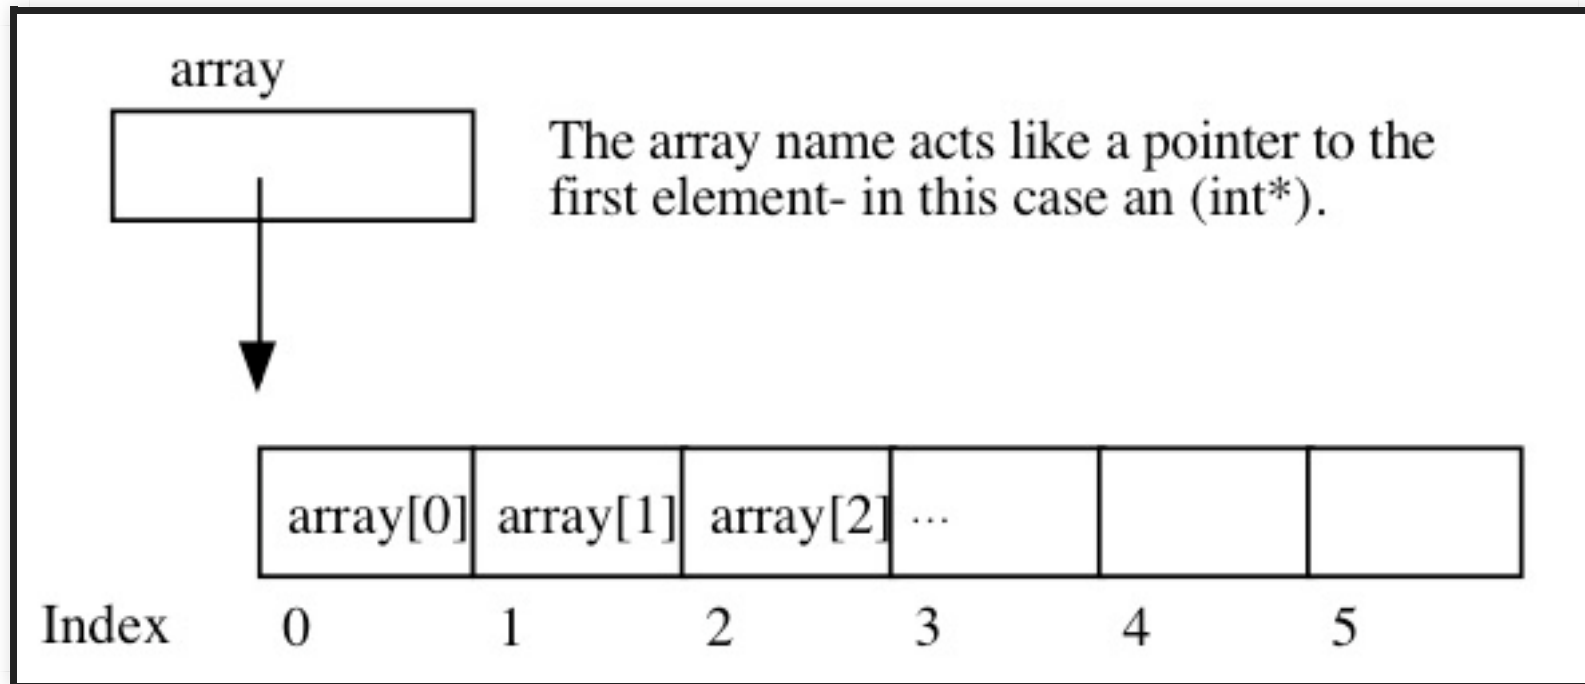 array
The array name acts like a pointer to the
first element- in this case an (int*).
array[0] array[1] array[2] ...
Index 0 1 2 3 4 5